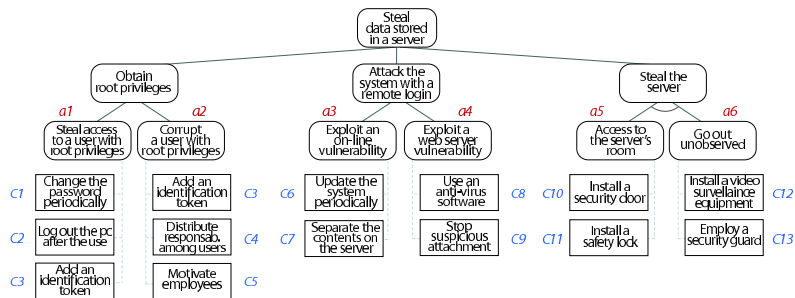 Steal
data stored
in a server
Obtain
root privileges
Attack the
system with a
remote login
Steal the
server
a1
a2
a3
a4
a5
a6
Steal access
to a user with
root privileges
Corrupt
a user with
root privileges
Exploit an
on-line
vulnerability
Exploit a
web server
vulnerability
Access to
the server's
room
Go out
unobserved
C1
Change the
password
periodically
Add an
identification
token
C3
C6
Update the
system
periodically
Use an
anti-virus
software
C8
C10
Install a
security door
Install a video
survellaince
equipment
C12
C2
Log out the pc
after the use
Distribute
responsab.
among users
C4
C7
Separate the
contents on
the server
Stop
suspicious
attachment
C9
C11
Install a
safety lock
Employ a
security guard
C13
C3
Add an
identification
token
Motivate
employees
C5